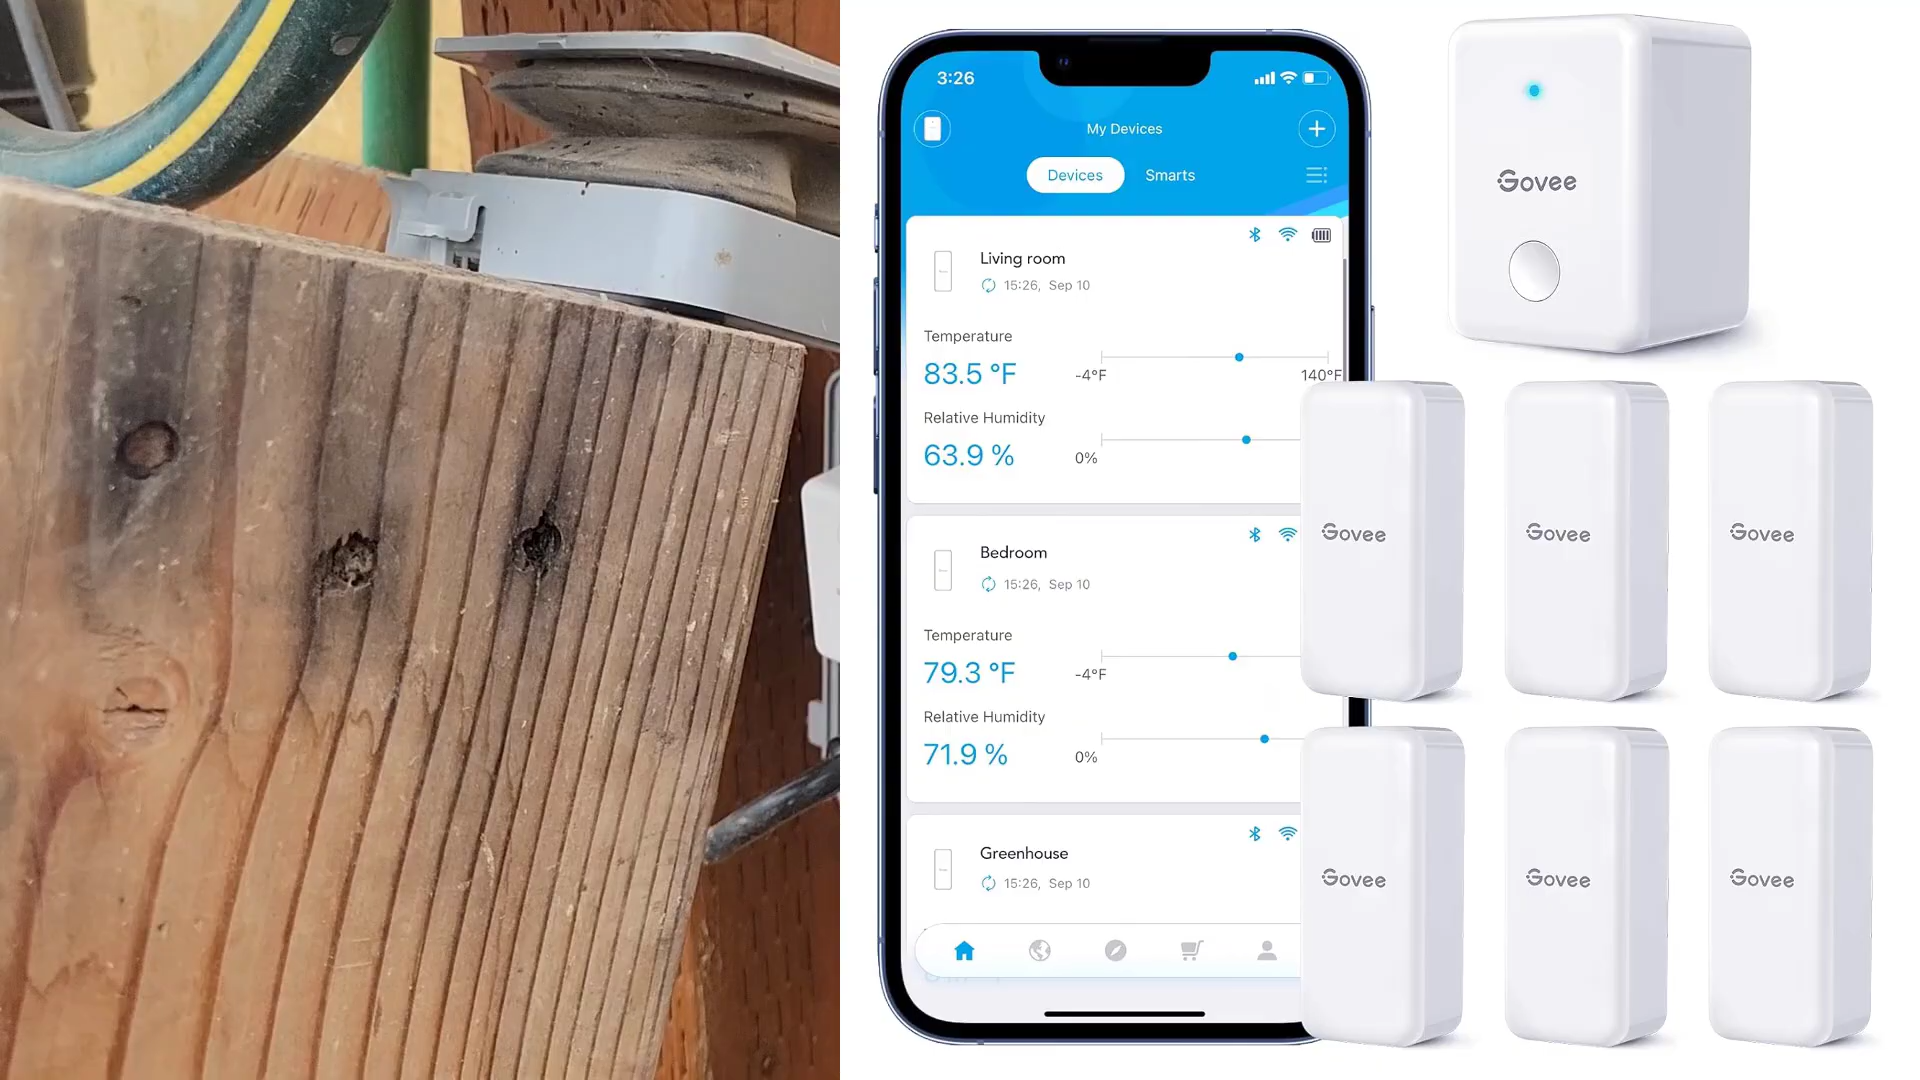 3:26
My Devices
Devices
Smarts
Living room
15:26, Sep 10
Temperature
83.5 °F
-4°F
140°F
Relative Humidity
63.9 %
0%
Bedroom
15:26, Sep 10
Temperature
79.3 °F
-4°F
Relative Humidity
71.9 %
0%
Greenhouse
15:26, Sep 10
Govee
Govee
Govee
Govee
Govee
Govee
Govee